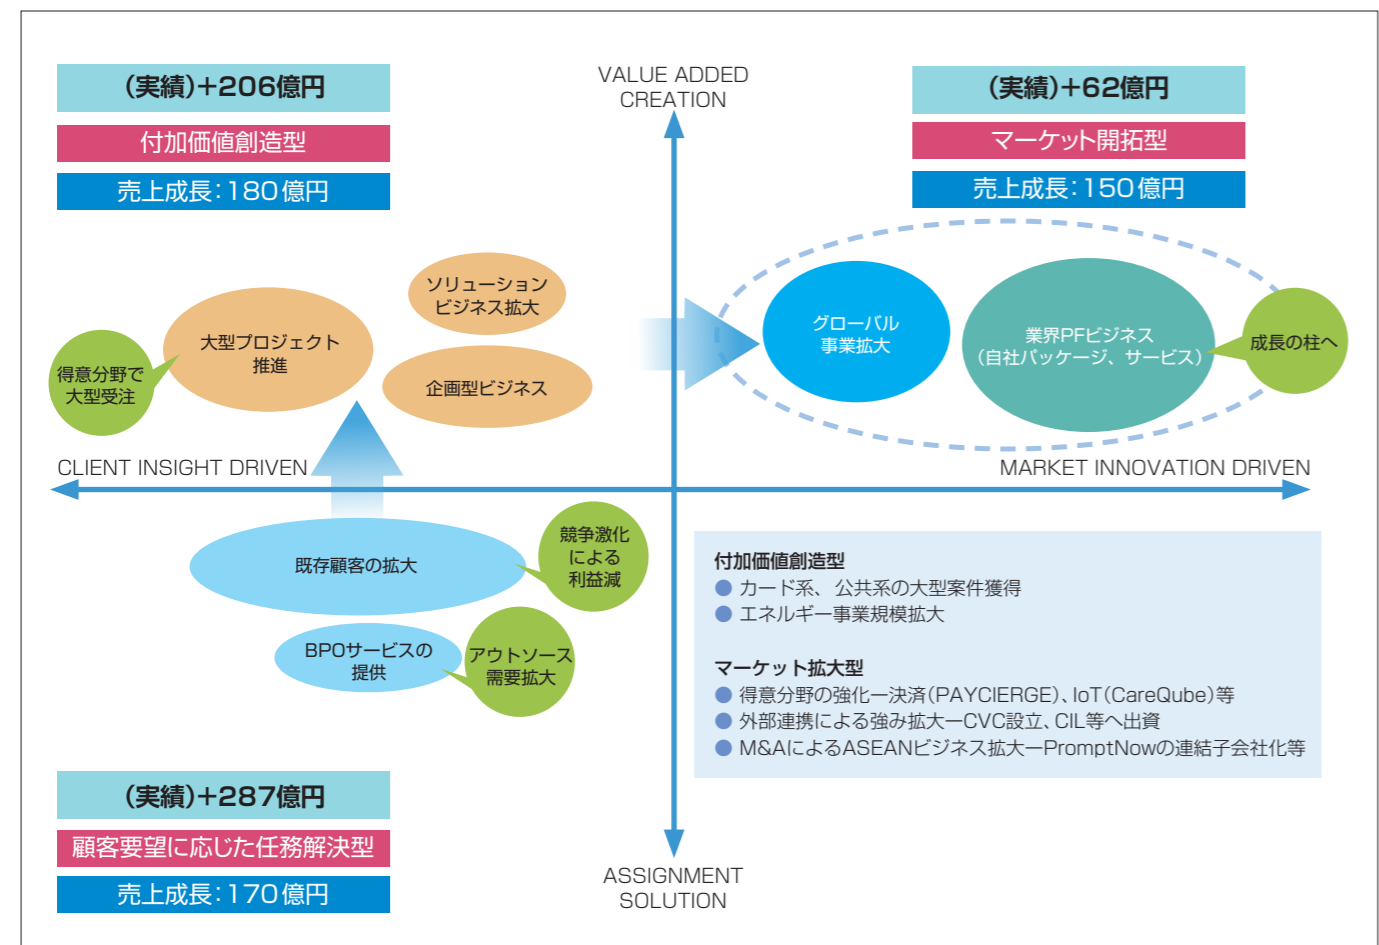 (実績)+206億円
付加価値創造型
売上成長:180億円
VALUE ADDED
CREATION
(実績)+62億円
マーケット開拓型
売上成長:150億円
ソリューション
ビジネス拡大
大型プロジェクト
推進
企画型ビジネス
得意分野で
大型受注
グローバル
事業拡大
業界PFビジネス
(自社パッケージ、サービス)
成長の柱へ
CLIENT INSIGHT DRIVEN
MARKET INNOVATION DRIVEN
既存顧客の拡大
競争激化
による
利益減
BPOサービスの
提供
アウトソース
需要拡大
付加価値創造型
● カード系、公共系の大型案件獲得
● エネルギー事業規模拡大
マーケット拡大型
● 得意分野の強化ー決済(PAYCIERGE)、IoT(CareQube)等
● 外部連携による強み拡大ーCVC設立、CIL等へ出資
● M&AによるASEANビジネス拡大ーPromptNowの連結子会社化等
(実績)+287億円
顧客要望に応じた任務解決型
売上成長:170億円
ASSIGNMENT
SOLUTION